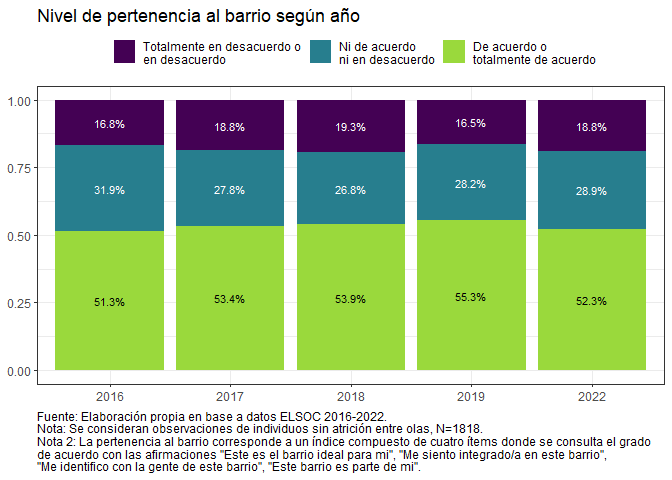 Nivel de pertenencia al barrio según año
Totalmente en desacuerdo o
en desacuerdo
Ni de acuerdo
ni en desacuerdo
De acuerdo o
totalmente de acuerdo
1.00
0.75
0.50
0.25
0.00
16.8%
18.8%
19.3%
16.5%
18.8%
31.9%
27.8%
26.8%
28.2%
28.9%
51.3%
53.4%
53.9%
55.3%
52.3%
2016
2017
2018
2019
2022
Fuente: Elaboración propia en base a datos ELSOC 2016-2022.
Nota: Se consideran observaciones de individuos sin atrición entre olas, N=1818.
Nota 2: La pertenencia al barrio corresponde a un índice compuesto de cuatro ítems donde se consulta el grado
de acuerdo con las afirmaciones "Este es el barrio ideal para mi", "Me siento integrado/a en este barrio",
"Me identifico con la gente de este barrio", "Este barrio es parte de mi".